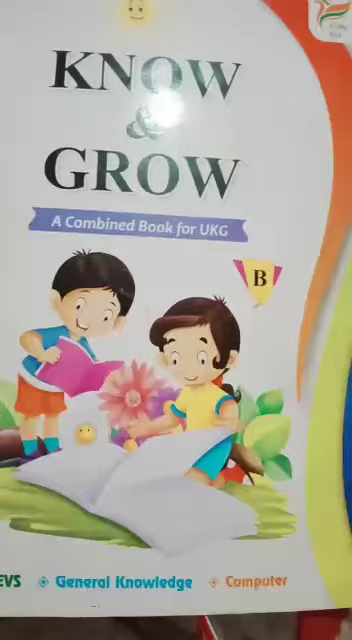 KNOW
&
GROW
A Combined Book for UKG
B
EVS General Knowledge Computer